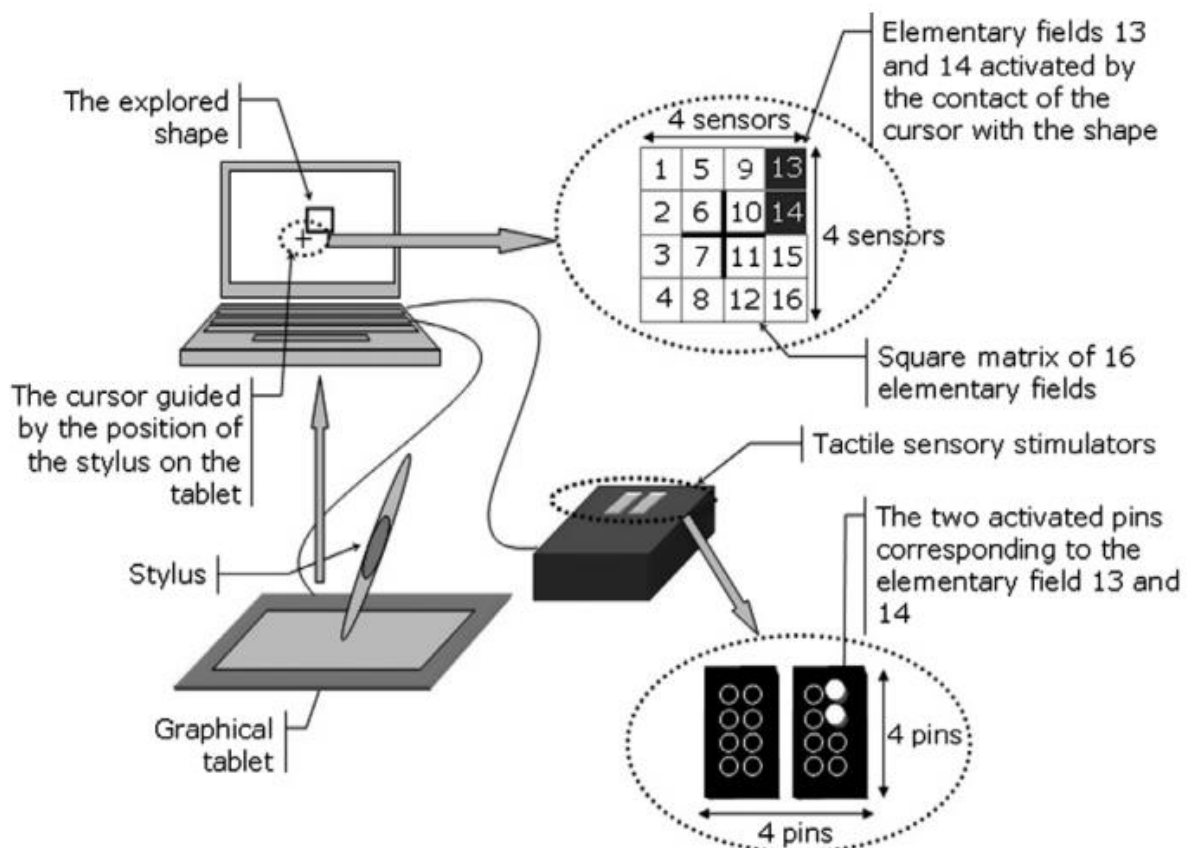 Elementary fields 13
and 14 activated by
the contact of the
cursor with the shape
The explored
shape
4 sensors
1 5 9 13
2 6 10 14
3 7 11 15
4 8 12 16
4 sensors
Square matrix of 16
elementary fields
The cursor guided
by the position of
the stylus on the
tablet
Tactile sensory stimulators
Stylus
The two activated pins
corresponding to the
elementary field 13 and
14
Graphical
tablet
4 pins
4 pins